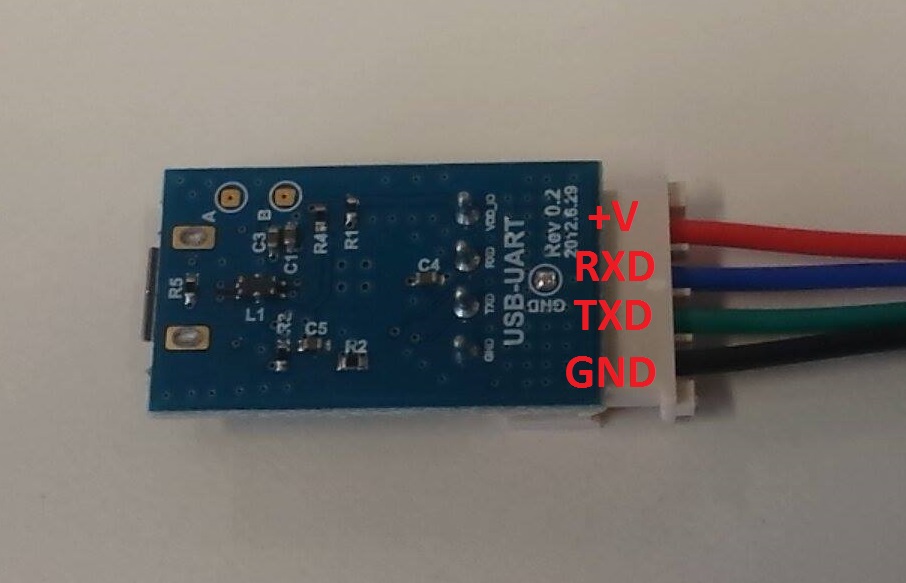 +V
RXD
TXD
GND
USB-UART
Rev 0.2
2012.6.29
GND
VDD_IO
RXD
TXD
GND
A
B
C3
C1
R4
R1
C4
R5
L1
R2
C5